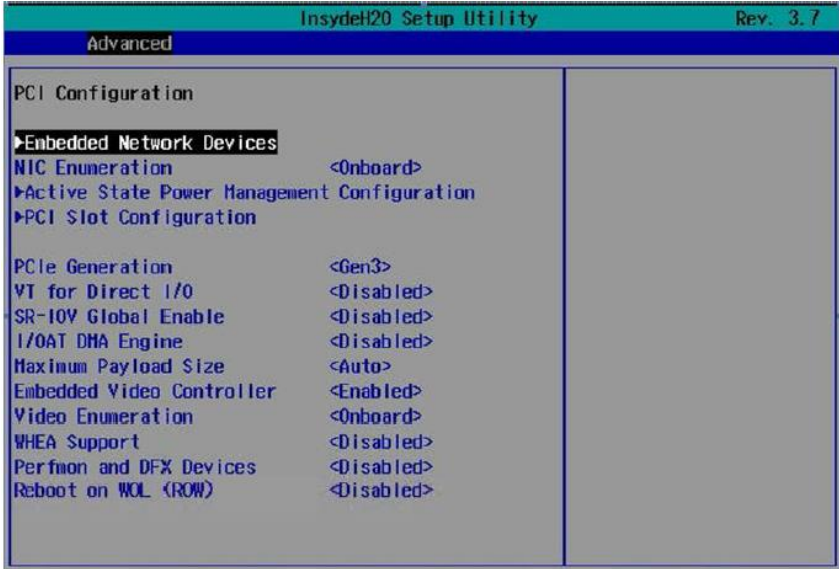 InsydeH20 Setup Utility Rev. 3.7
Advanced
PCI Configuration
▶Embedded Network Devices
NIC Enumeration <Onboard>
▶Active State Power Management Configuration
▶PCI Slot Configuration
PCIe Generation <Gen3>
VT for Direct I/O <Disabled>
SR-IOV Global Enable <Disabled>
I/OAT DMA Engine <Disabled>
Maximum Payload Size <Auto>
Embedded Video Controller <Enabled>
Video Enumeration <Onboard>
WHEA Support <Disabled>
Perfmon and DFX Devices <Disabled>
Reboot on WOL (ROW) <Disabled>